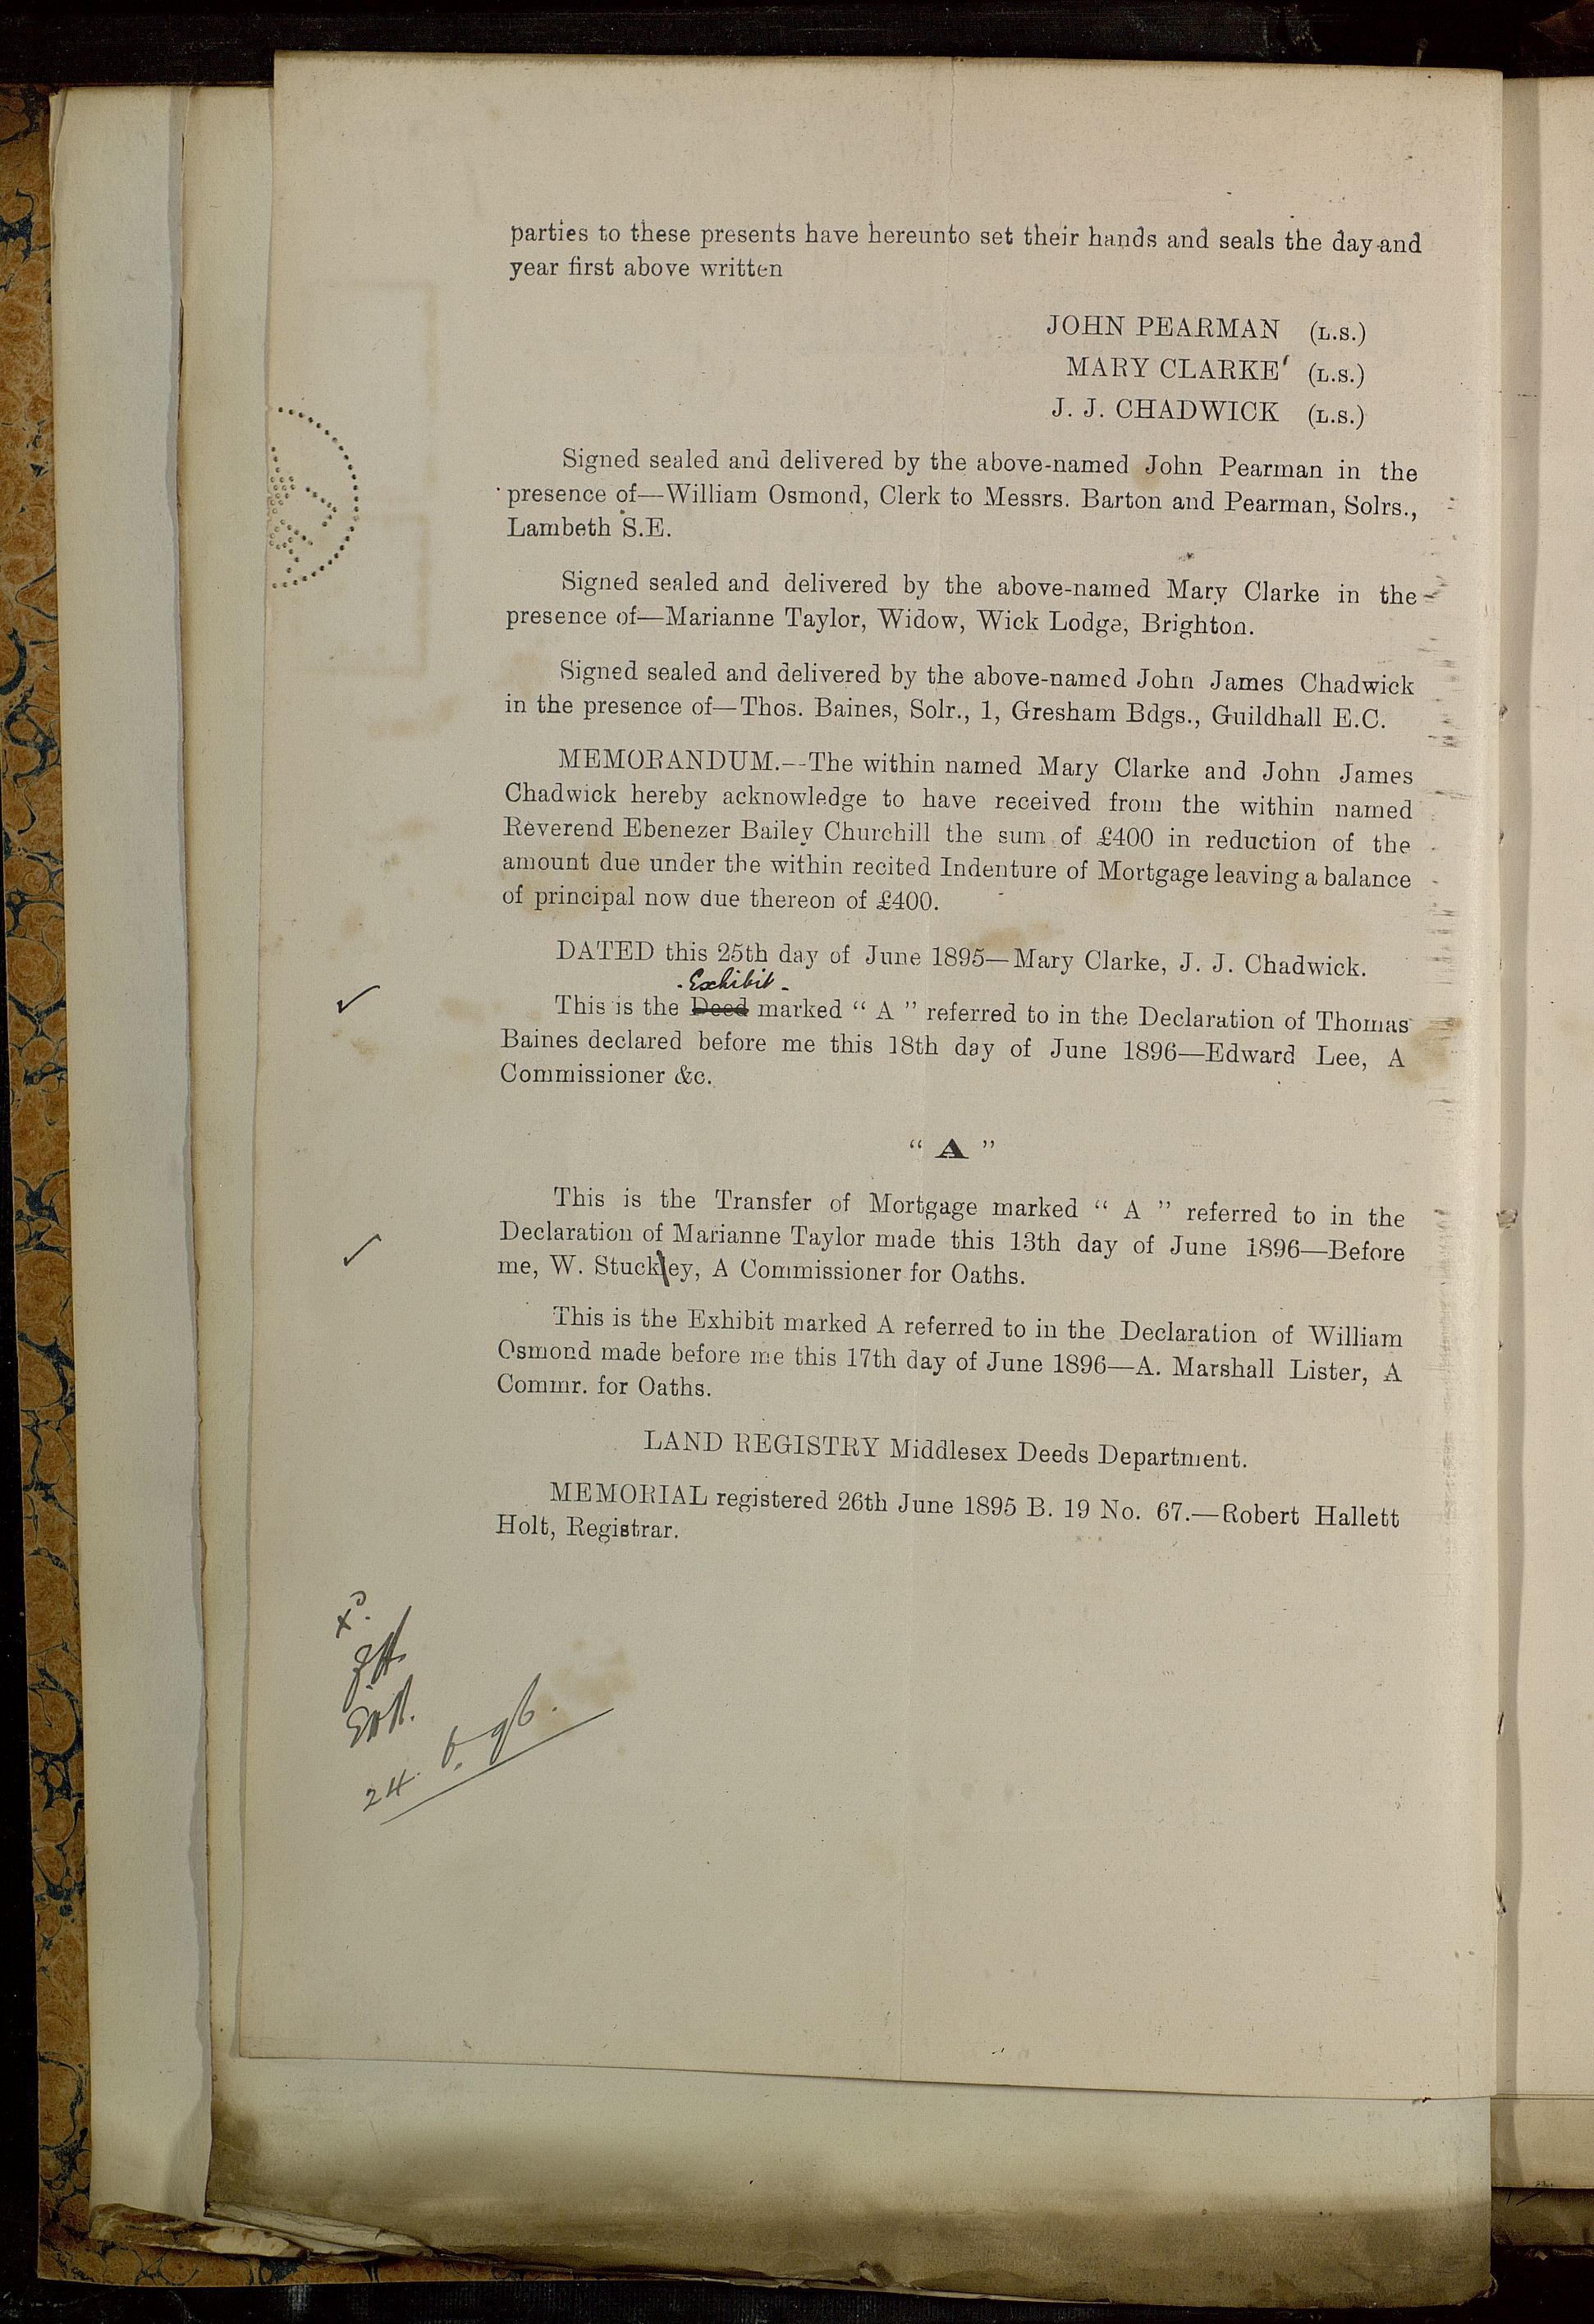 parties to these presents have hereunto set their hands and seals the day and
year first above written
JOHN PEARMAN (L.S.)
MARY CLARKE (L.S.)
J. J. CHADWICK (L.S.)
Signed sealed and delivered by the above-named John Pearman in the
presence of—William Osmond, Clerk to Messrs. Barton and Pearman, Solrs.,
Lambeth S.E.
Signed sealed and delivered by the above-named Mary Clarke in the
presence of—Marianne Taylor, Widow, Wick Lodge, Brighton.
Signed sealed and delivered by the above-named John James Chadwick
in the presence of—Thos. Baines, Solr., 1, Gresham Bdgs., Guildhall E.C.
MEMORANDUM.—The within named Mary Clarke and John James
Chadwick hereby acknowledge to have received from the within named
Reverend Ebenezer Bailey Churchill the sum of £400 in reduction of the
amount due under the within recited Indenture of Mortgage leaving a balance
of principal now due thereon of £400.
DATED this 25th day of June 1895—Mary Clarke, J. J. Chadwick.
Exhibit
This is the Deed marked “ A ” referred to in the Declaration of Thomas
Baines declared before me this 18th day of June 1896—Edward Lee, A
Commissioner &c.
“ A ”
This is the Transfer of Mortgage marked “ A ” referred to in the
Declaration of Marianne Taylor made this 13th day of June 1896—Before
me, W. Stuckey, A Commissioner for Oaths.
This is the Exhibit marked A referred to in the Declaration of William
Osmond made before me this 17th day of June 1896—A. Marshall Lister, A
Commr. for Oaths.
LAND REGISTRY Middlesex Deeds Department.
MEMORIAL registered 26th June 1895 B. 19 No. 67.—Robert Hallett
Holt, Registrar.
24. 6. 96.